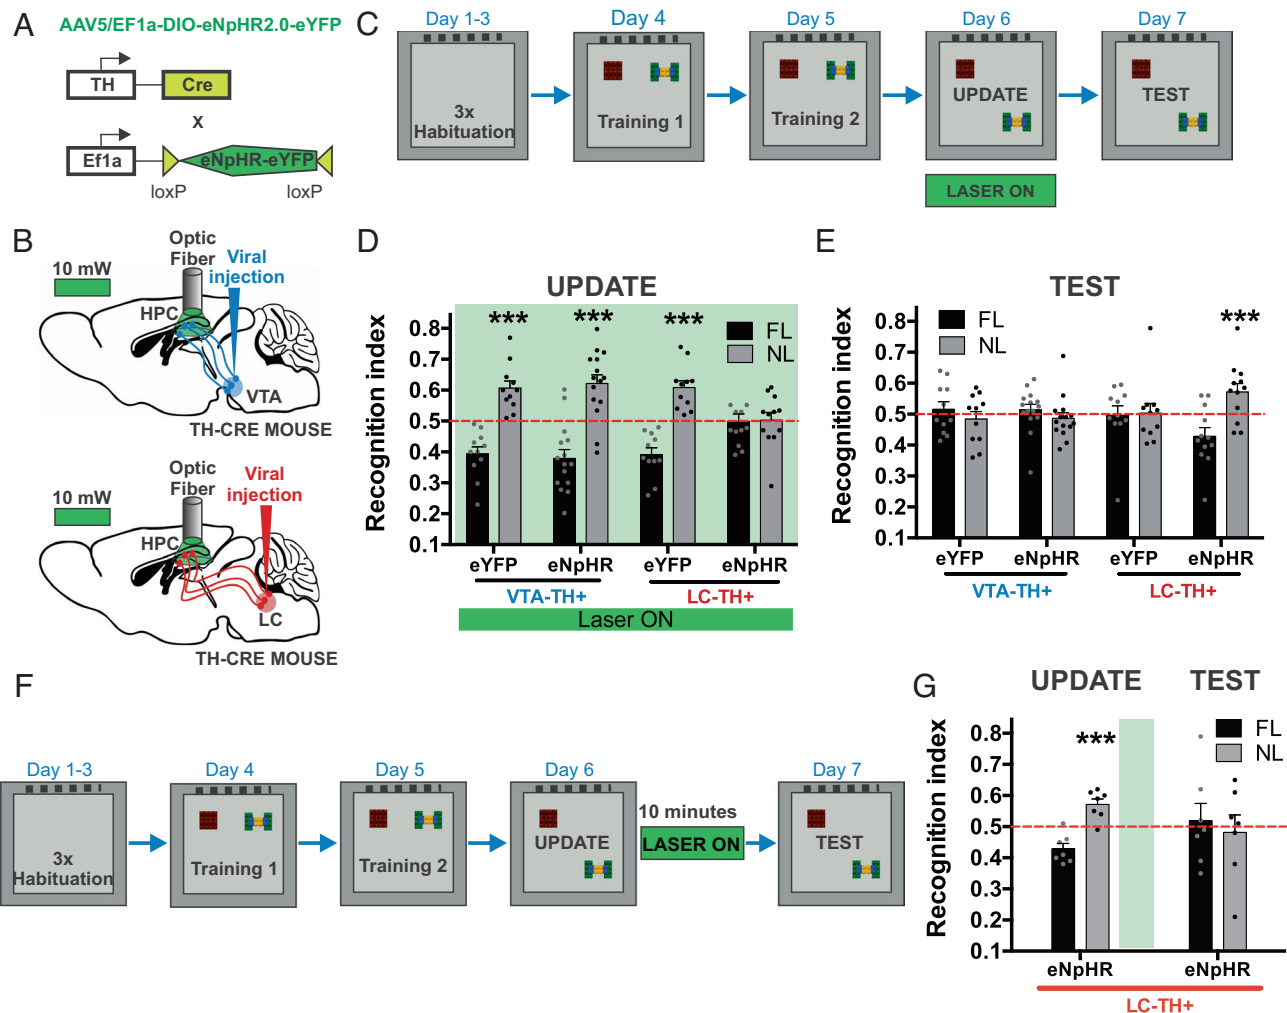 A
AAV5/EF1a-DIO-eNpHR2.0-eYFP
TH
Cre
x
Ef1a
eNpHR-eYFP
loxP
loxP
B
10 mW
Optic
Fiber
Viral
injection
HPC
VTA
TH-CRE MOUSE
10 mW
Optic
Fiber
Viral
injection
HPC
LC
TH-CRE MOUSE
C
Day 1-3
Day 4
Day 5
Day 6
Day 7
3x
Habituation
Training 1
Training 2
UPDATE
TEST
LASER ON
D
UPDATE
Recognition index
0.8
0.7
0.6
0.5
0.4
0.3
0.2
0.1
***
***
***
FL
NL
eYFP
eNpHR
eYFP
eNpHR
VTA-TH+
LC-TH+
Laser ON
E
TEST
Recognition index
0.8
0.7
0.6
0.5
0.4
0.3
0.2
0.1
FL
NL
***
eYFP
eNpHR
eYFP
eNpHR
VTA-TH+
LC-TH+
F
Day 1-3
Day 4
Day 5
Day 6
Day 7
3x
Habituation
Training 1
Training 2
UPDATE
10 minutes
LASER ON
TEST
G
UPDATE
TEST
Recognition index
0.8
0.7
0.6
0.5
0.4
0.3
0.2
0.1
***
FL
NL
eNpHR
eNpHR
LC-TH+